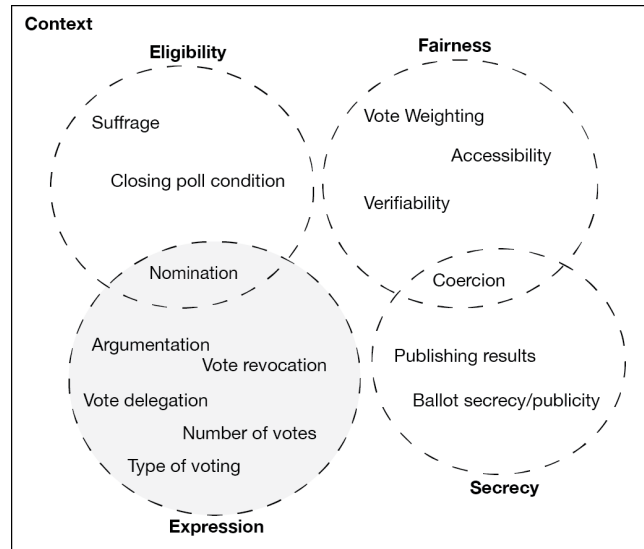 Context
Eligibility
Fairness
Suffrage
Closing poll condition
Vote Weighting
Accessibility
Verifiability
Nomination
Coercion
Argumentation
Vote revocation
Vote delegation
Number of votes
Type of voting
Publishing results
Ballot secrecy/publicity
Expression
Secrecy